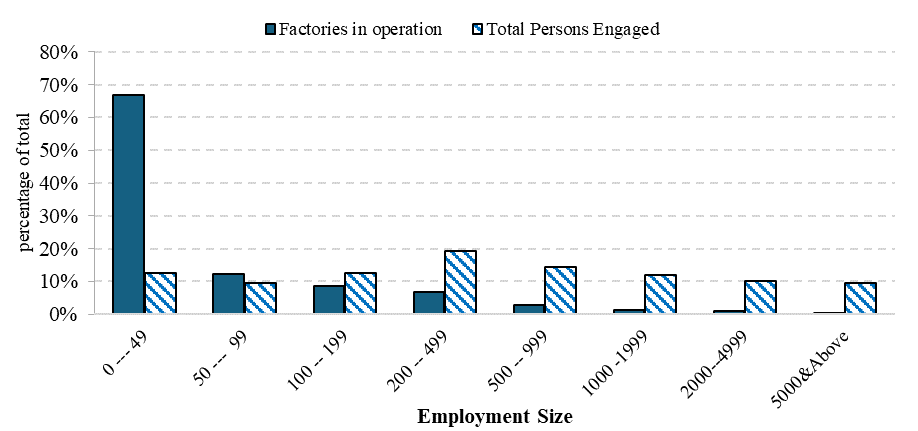 Factories in operation Total Persons Engaged
80%
70%
60%
50%
40%
30%
20%
10%
0%
percentage of total
0 --- 49
50 --- 99
100 -- 199
200 -- 499
500 -- 999
1000 -1999
2000--4999
5000&Above
Employment Size